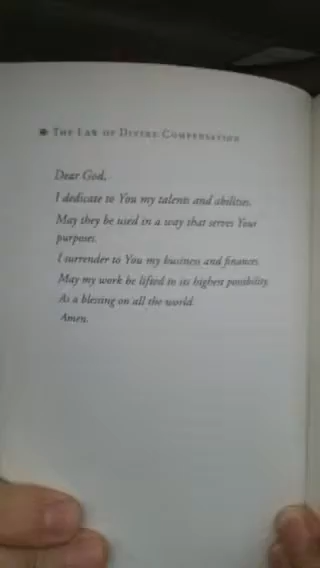 THE LAW OF DIVINE COMPENSATION
Dear God,
I dedicate to You my talents and abilities.
May they be used in a way that serves Your
purposes.
I surrender to You my business and finances.
May my work be lifted to its highest possibility
As a blessing on all the world.
Amen.